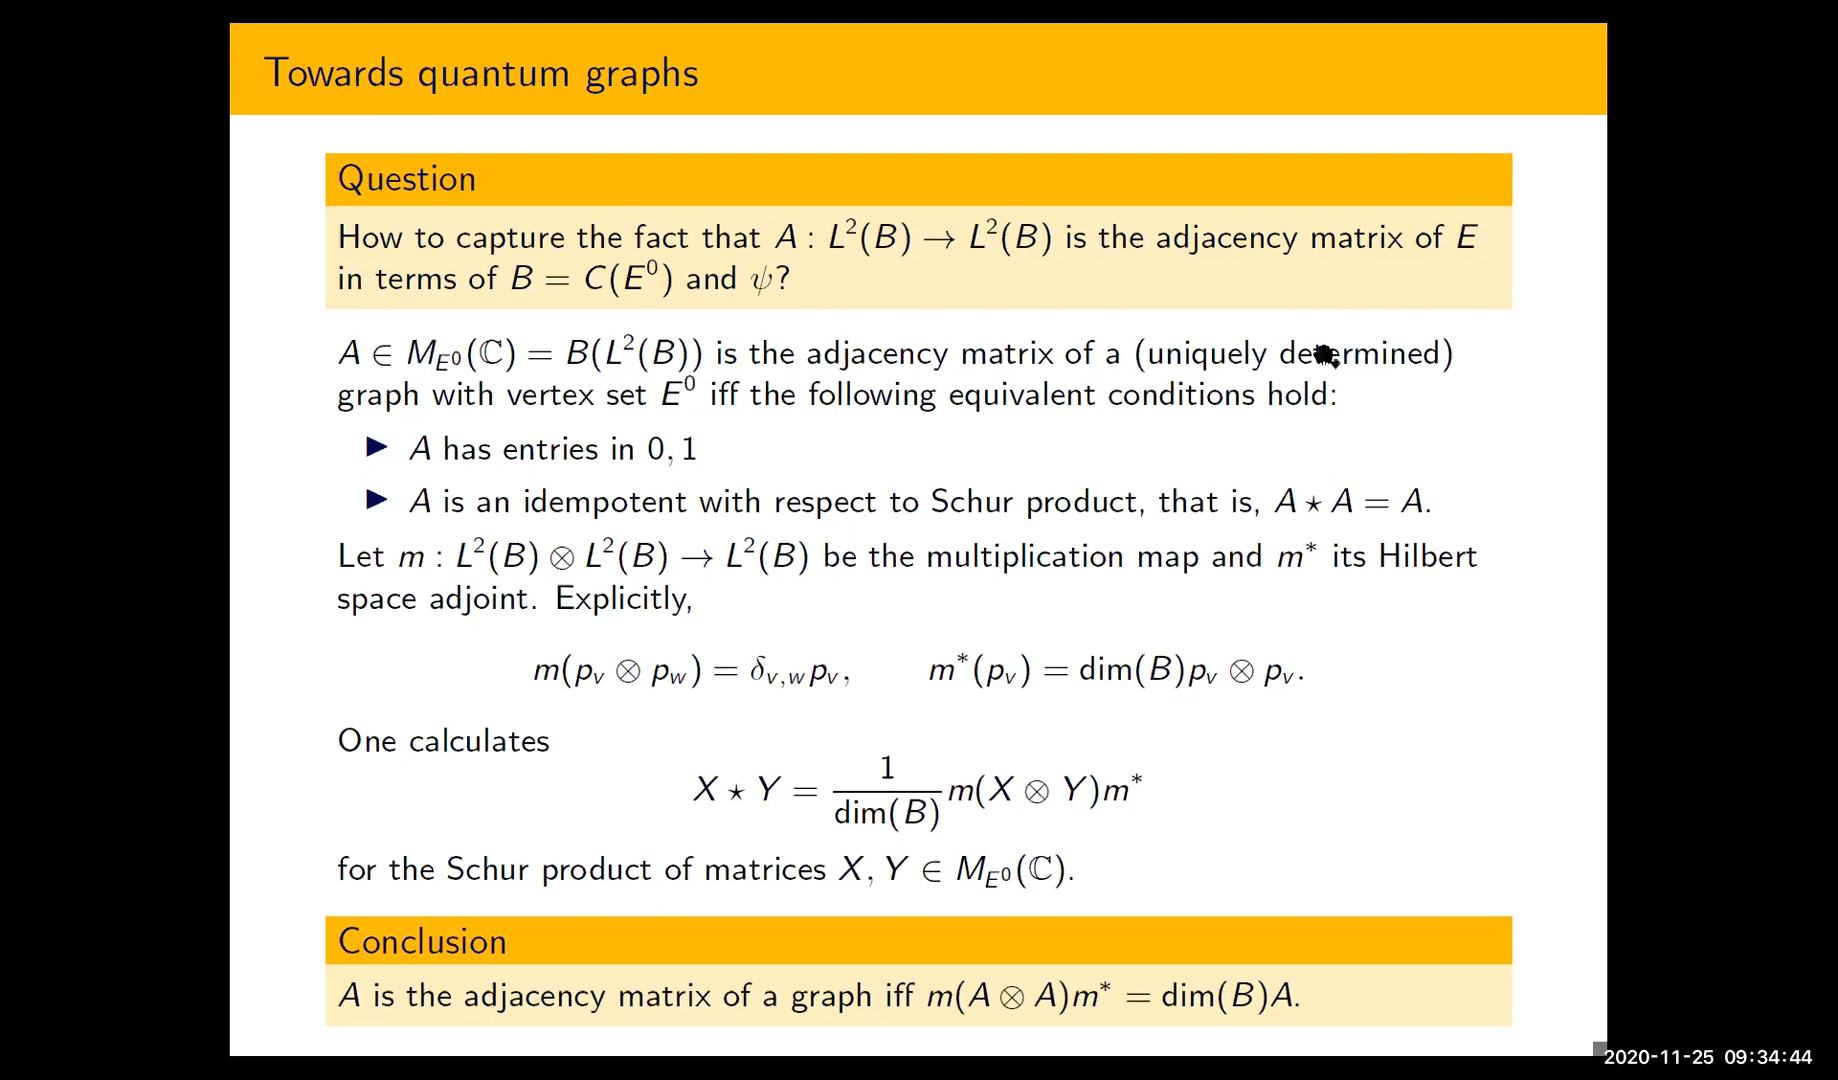 Towards quantum graphs
Question
How to capture the fact that A : L²(B) → L²(B) is the adjacency matrix of E
in terms of B = C(E⁰) and ψ?
A ∈ M_{E⁰}(ℂ) = B(L²(B)) is the adjacency matrix of a (uniquely determined)
graph with vertex set E⁰ iff the following equivalent conditions hold:
▶ A has entries in 0, 1
▶ A is an idempotent with respect to Schur product, that is, A ⋆ A = A.
Let m : L²(B) ⊗ L²(B) → L²(B) be the multiplication map and m* its Hilbert
space adjoint. Explicitly,
m(p_v ⊗ p_w) = δ_{v,w} p_v, m*(p_v) = dim(B)p_v ⊗ p_v.
One calculates
X ⋆ Y = \frac{1}{dim(B)} m(X ⊗ Y)m*
for the Schur product of matrices X, Y ∈ M_{E⁰}(ℂ).
Conclusion
A is the adjacency matrix of a graph iff m(A ⊗ A)m* = dim(B)A.
2020-11-25 09:34:44